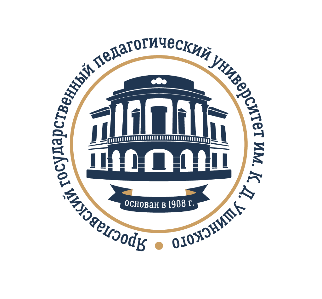 Ярославский государственный педагогический университет им. К. Д. Ушинского
основан в 1908 г.